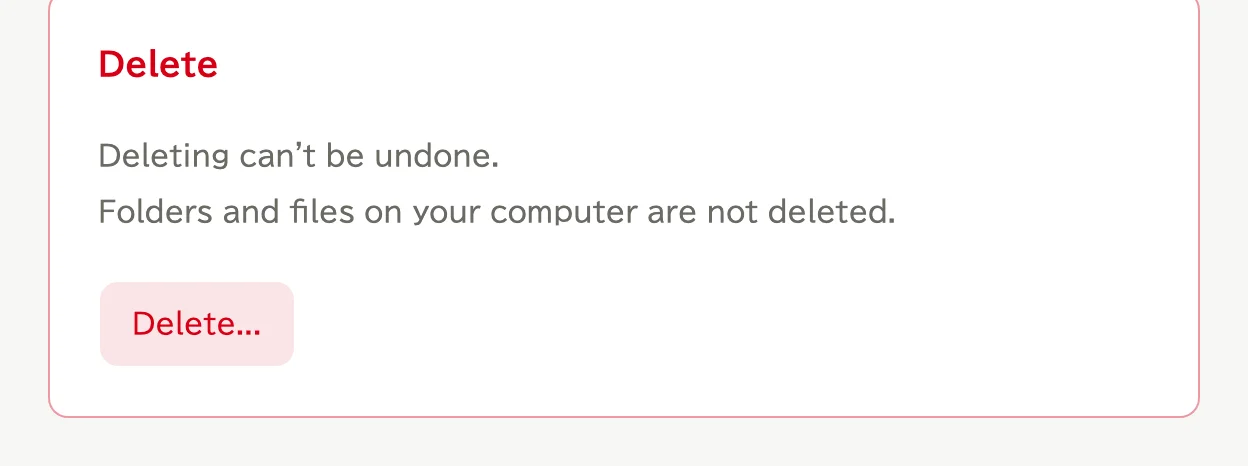 Delete
Deleting can’t be undone.
Folders and files on your computer are not deleted.
Delete...